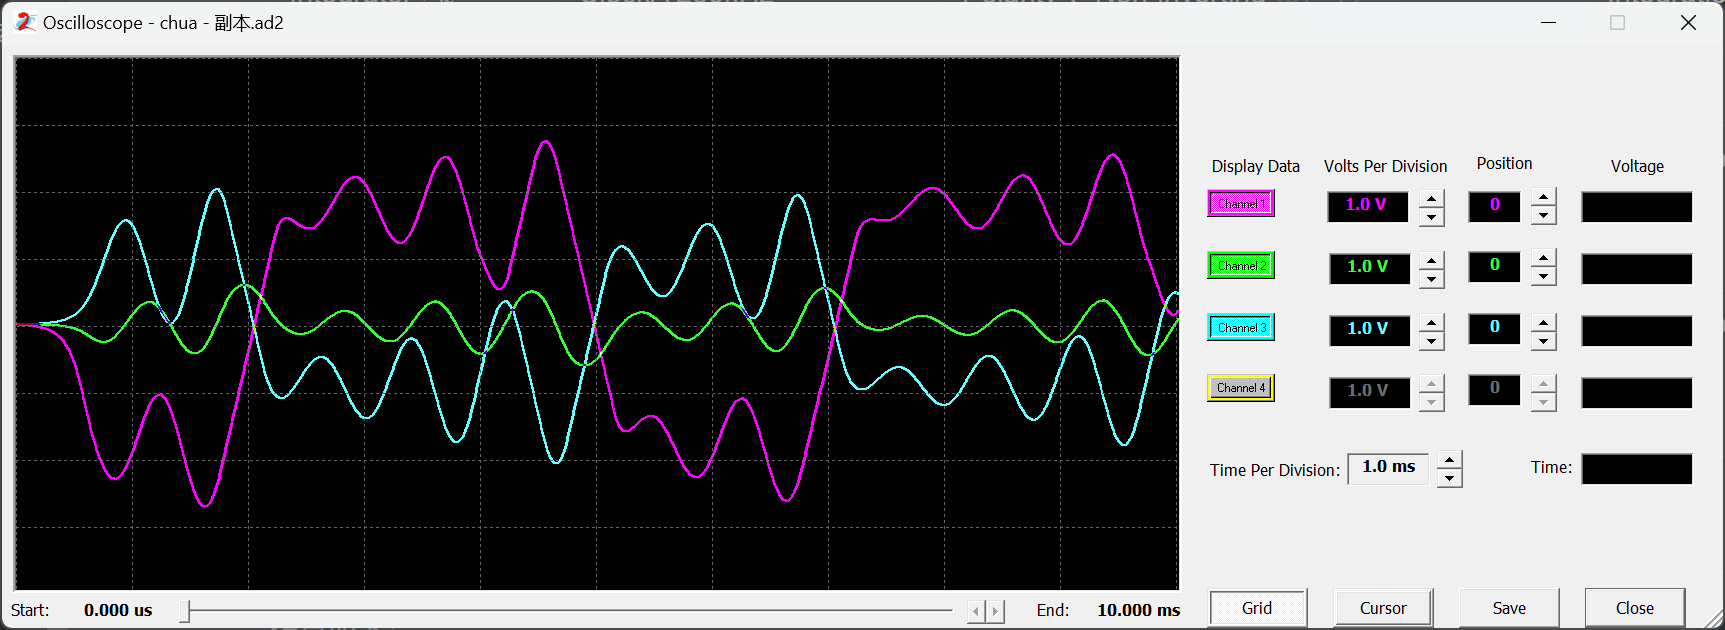 Oscilloscope - chua - 副本.ad2
Display Data Volts Per Division Position Voltage
Channel 1 1.0 V 0
Channel 2 1.0 V 0
Channel 3 1.0 V 0
Channel 4 1.0 V 0
Time Per Division: 1.0 ms Time:
Start: 0.000 us End: 10.000 ms Grid Cursor Save Close